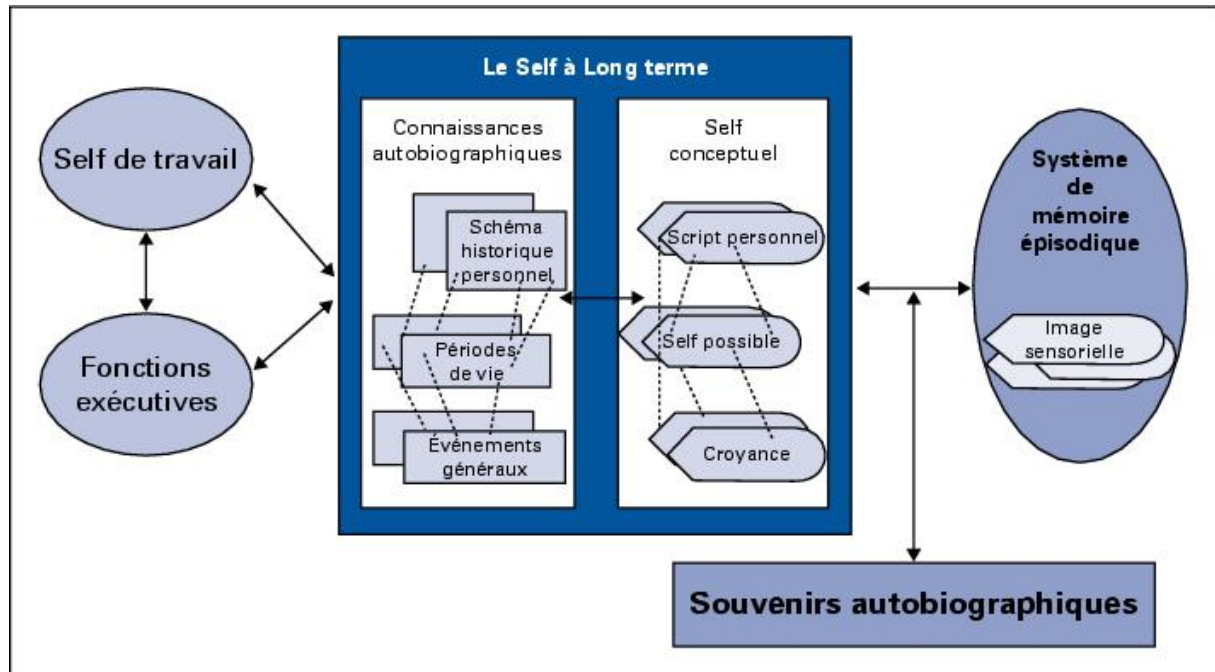 Le Self à Long terme
Self de travail
Fonctions
exécutives
Connaissances
autobiographiques
Schéma
historique
personnel
Périodes
de vie
Événements
généraux
Self
conceptuel
Script personnel
Self possible
Croyance
Système
de
mémoire
épisodique
Image
sensorielle
Souvenirs autobiographiques